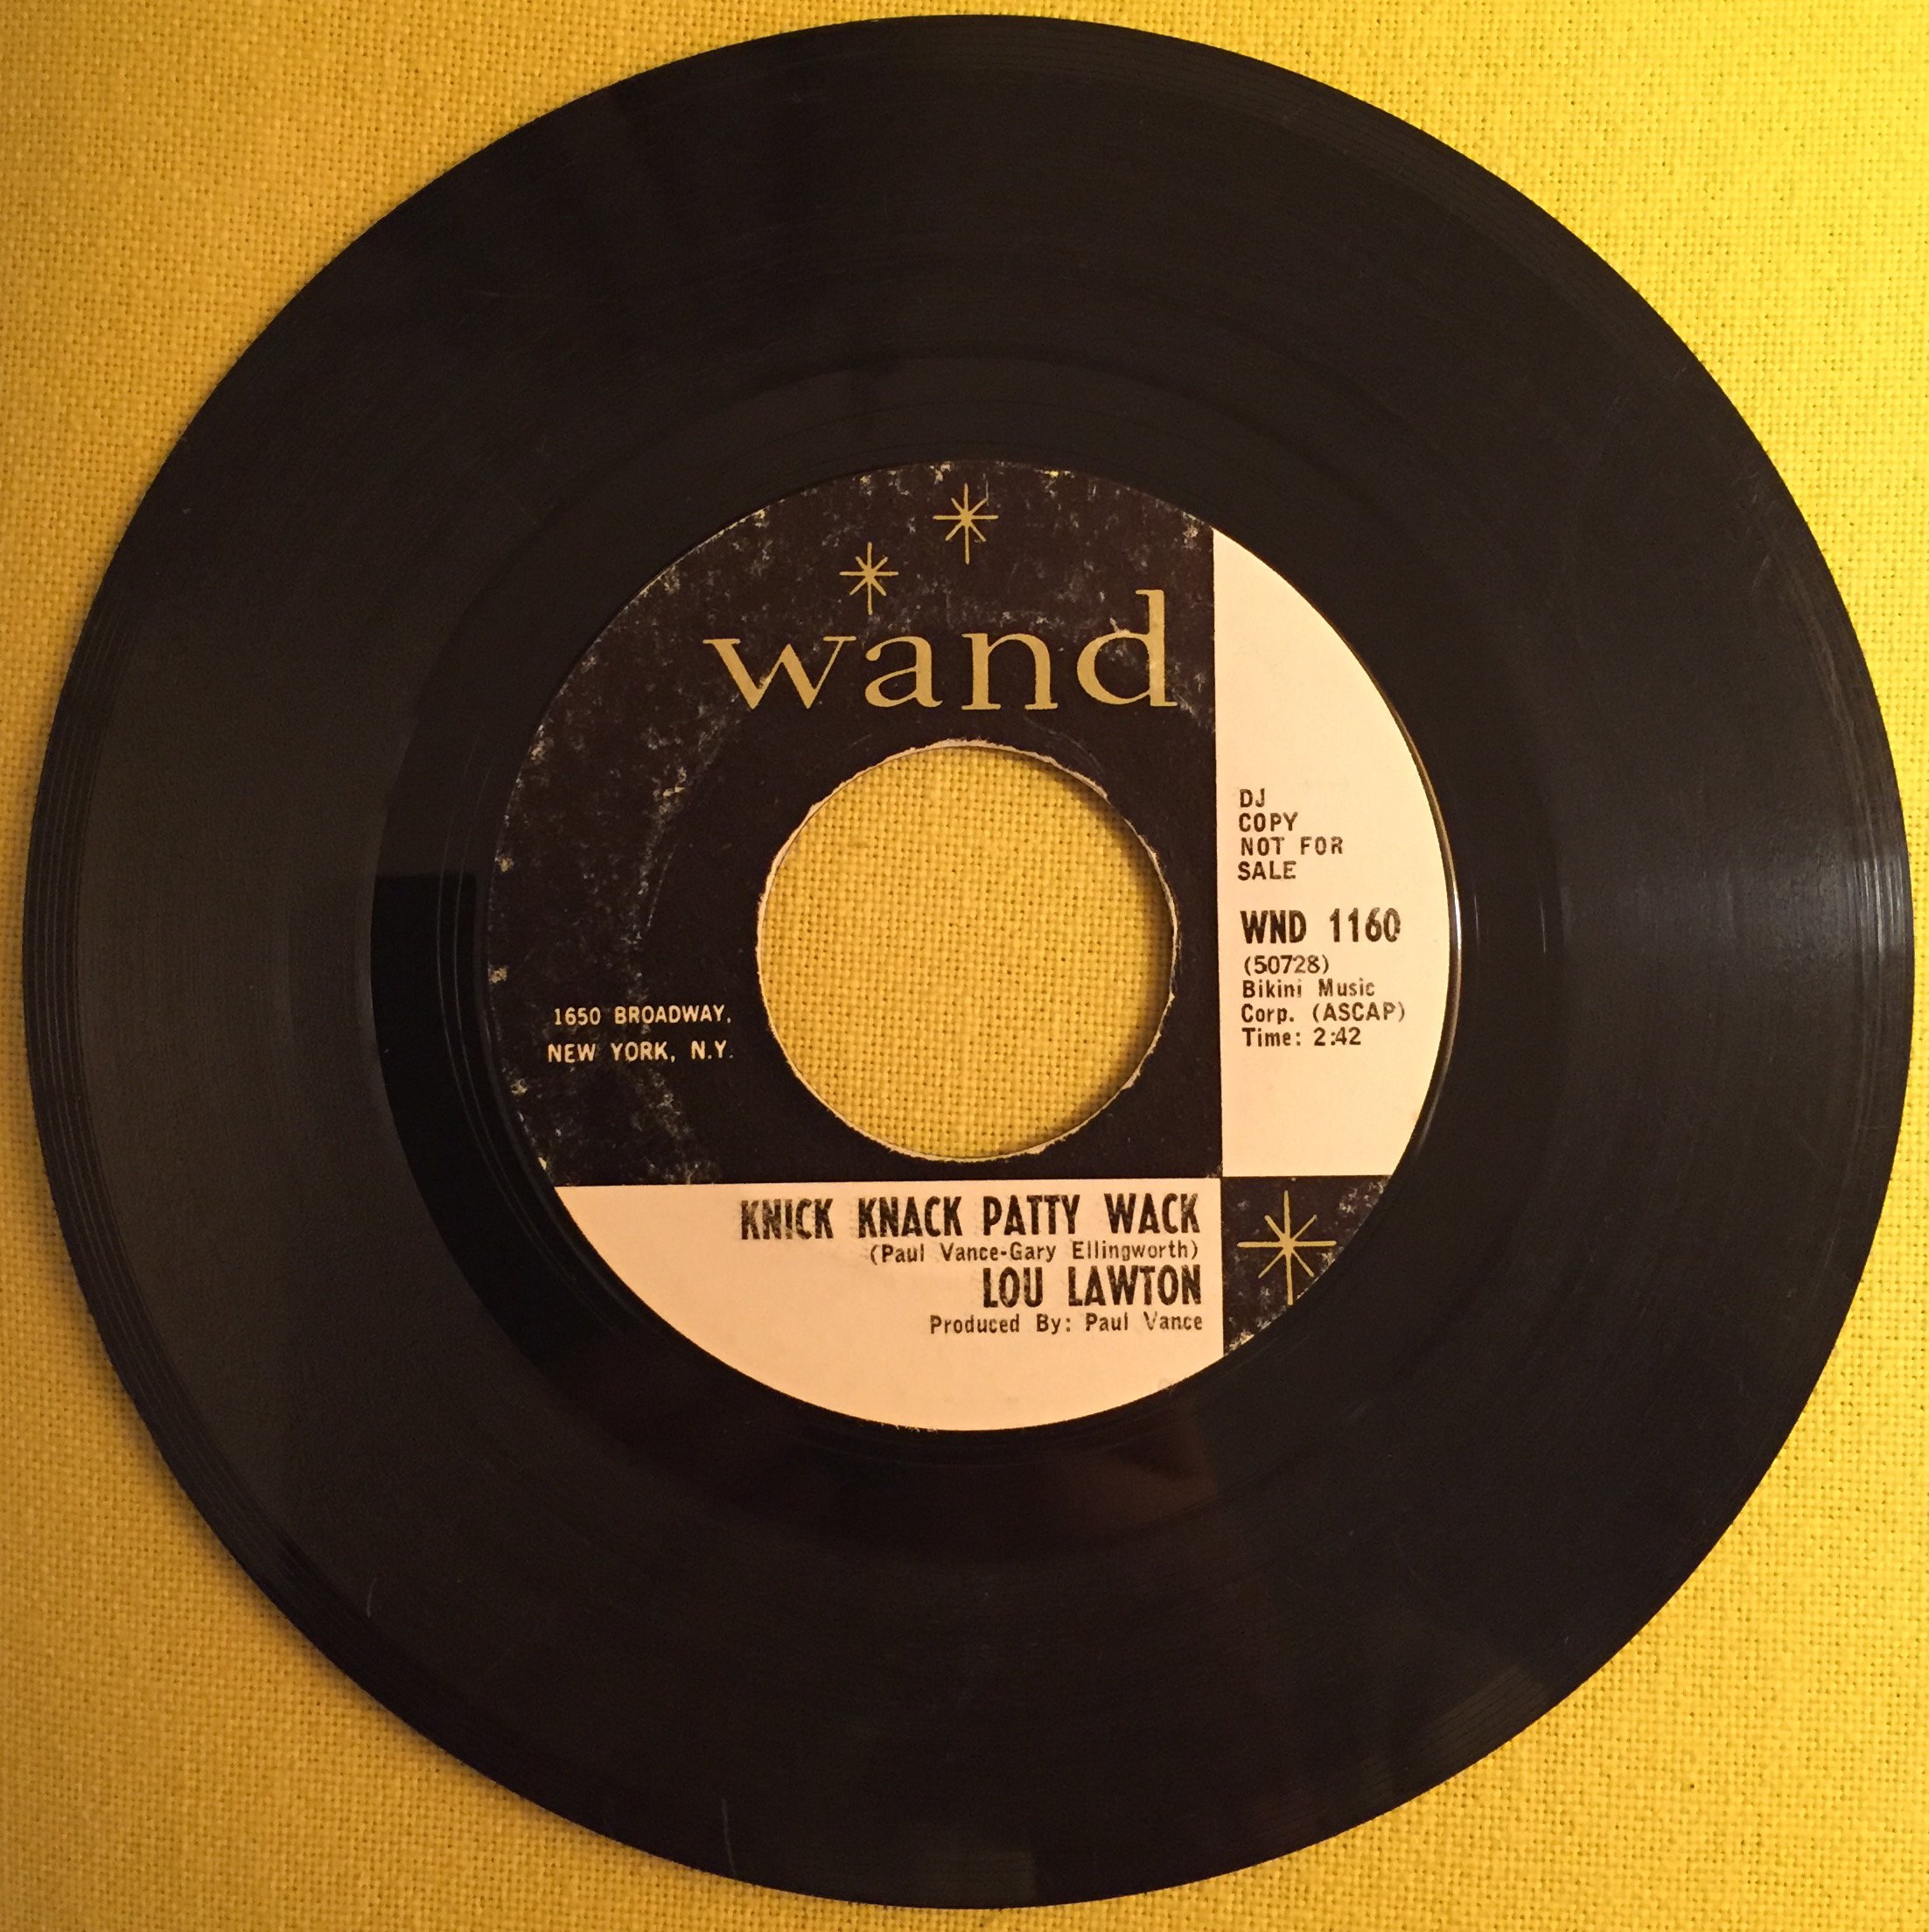 wand
DJ
COPY
NOT FOR
SALE
WND 1160
(50728)
Bikini Music
Corp. (ASCAP)
Time: 2:42
1650 BROADWAY,
NEW YORK, N.Y.
KNICK KNACK PATTY WACK
(Paul Vance-Gary Ellingworth)
LOU LAWTON
Produced By: Paul Vance